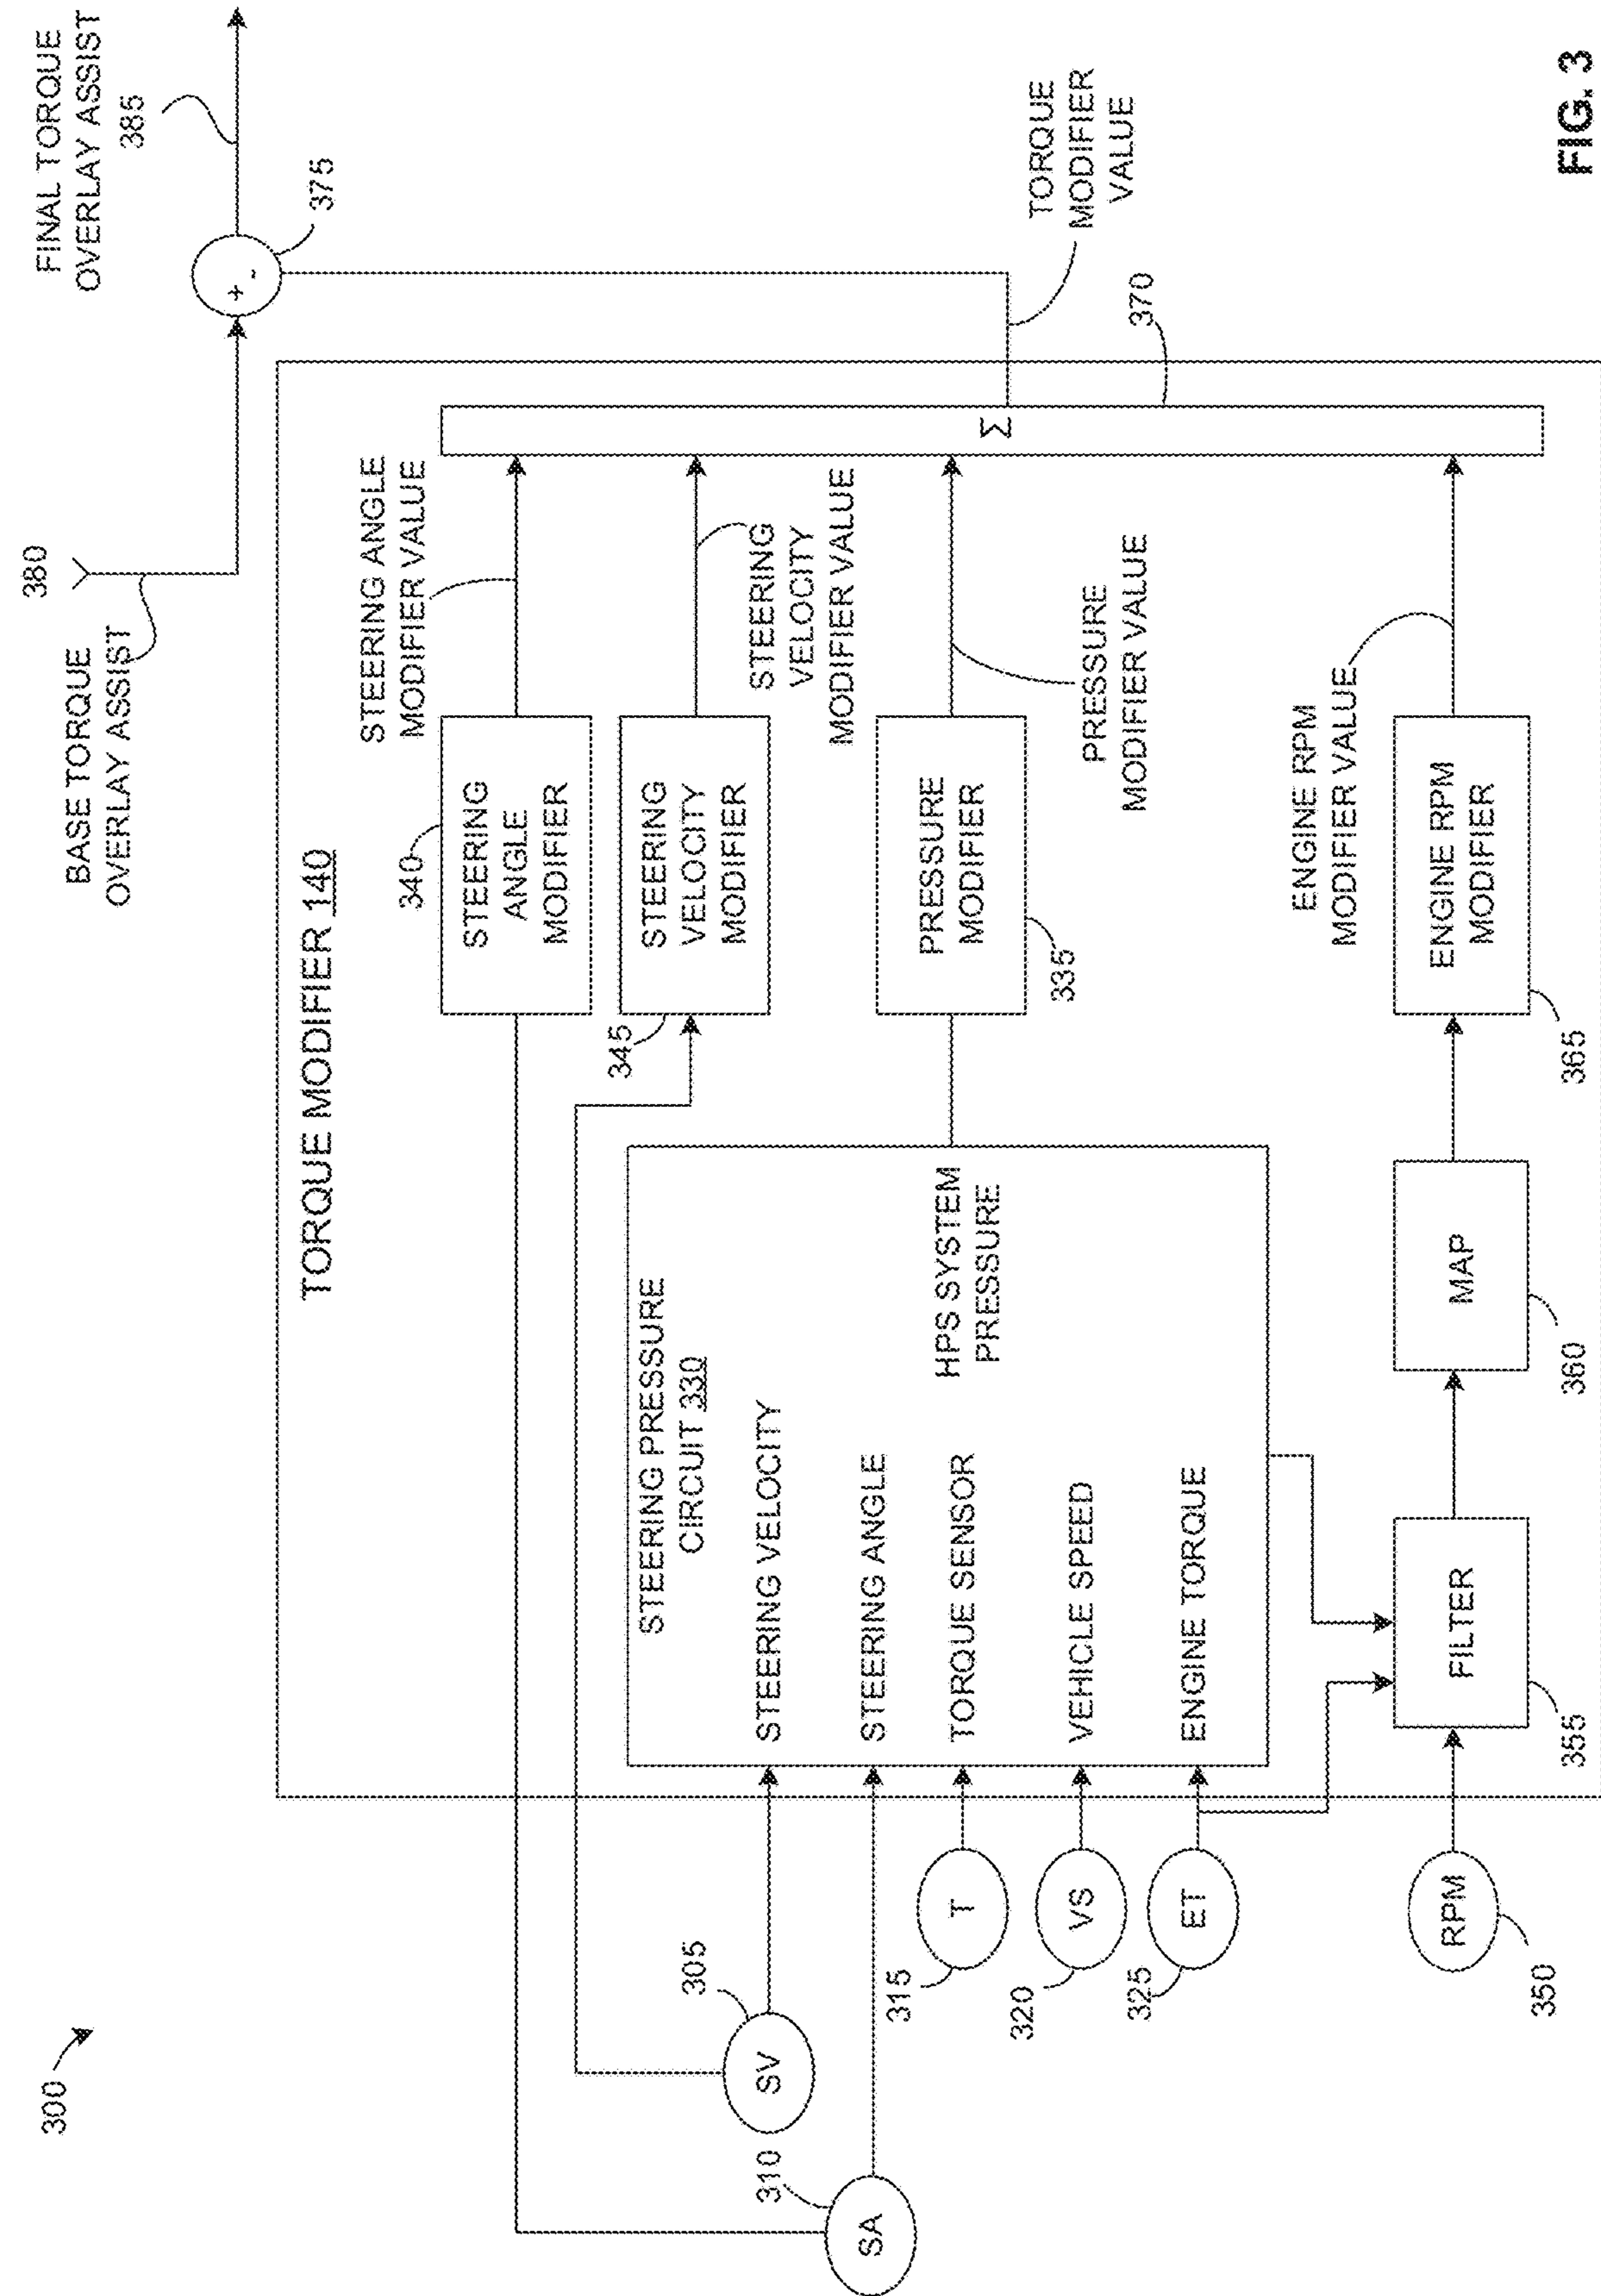 300
380
BASE TORQUE
OVERLAY ASSIST
FINAL TORQUE
OVERLAY ASSIST
385
+
-
375
TORQUE MODIFIER 140
340
STEERING
ANGLE
MODIFIER
STEERING ANGLE
MODIFIER VALUE
345
STEERING
VELOCITY
MODIFIER
STEERING
VELOCITY
MODIFIER VALUE
STEERING PRESSURE
CIRCUIT 330
STEERING VELOCITY
STEERING ANGLE
TORQUE SENSOR
VEHICLE SPEED
ENGINE TORQUE
HPS SYSTEM
PRESSURE
PRESSURE
MODIFIER
335
PRESSURE
MODIFIER VALUE
Σ
370
TORQUE
MODIFIER
VALUE
305
SV
310
SA
315
T
320
VS
325
ET
RPM
350
FILTER
355
MAP
360
ENGINE RPM
MODIFIER
365
ENGINE RPM
MODIFIER VALUE
FIG. 3